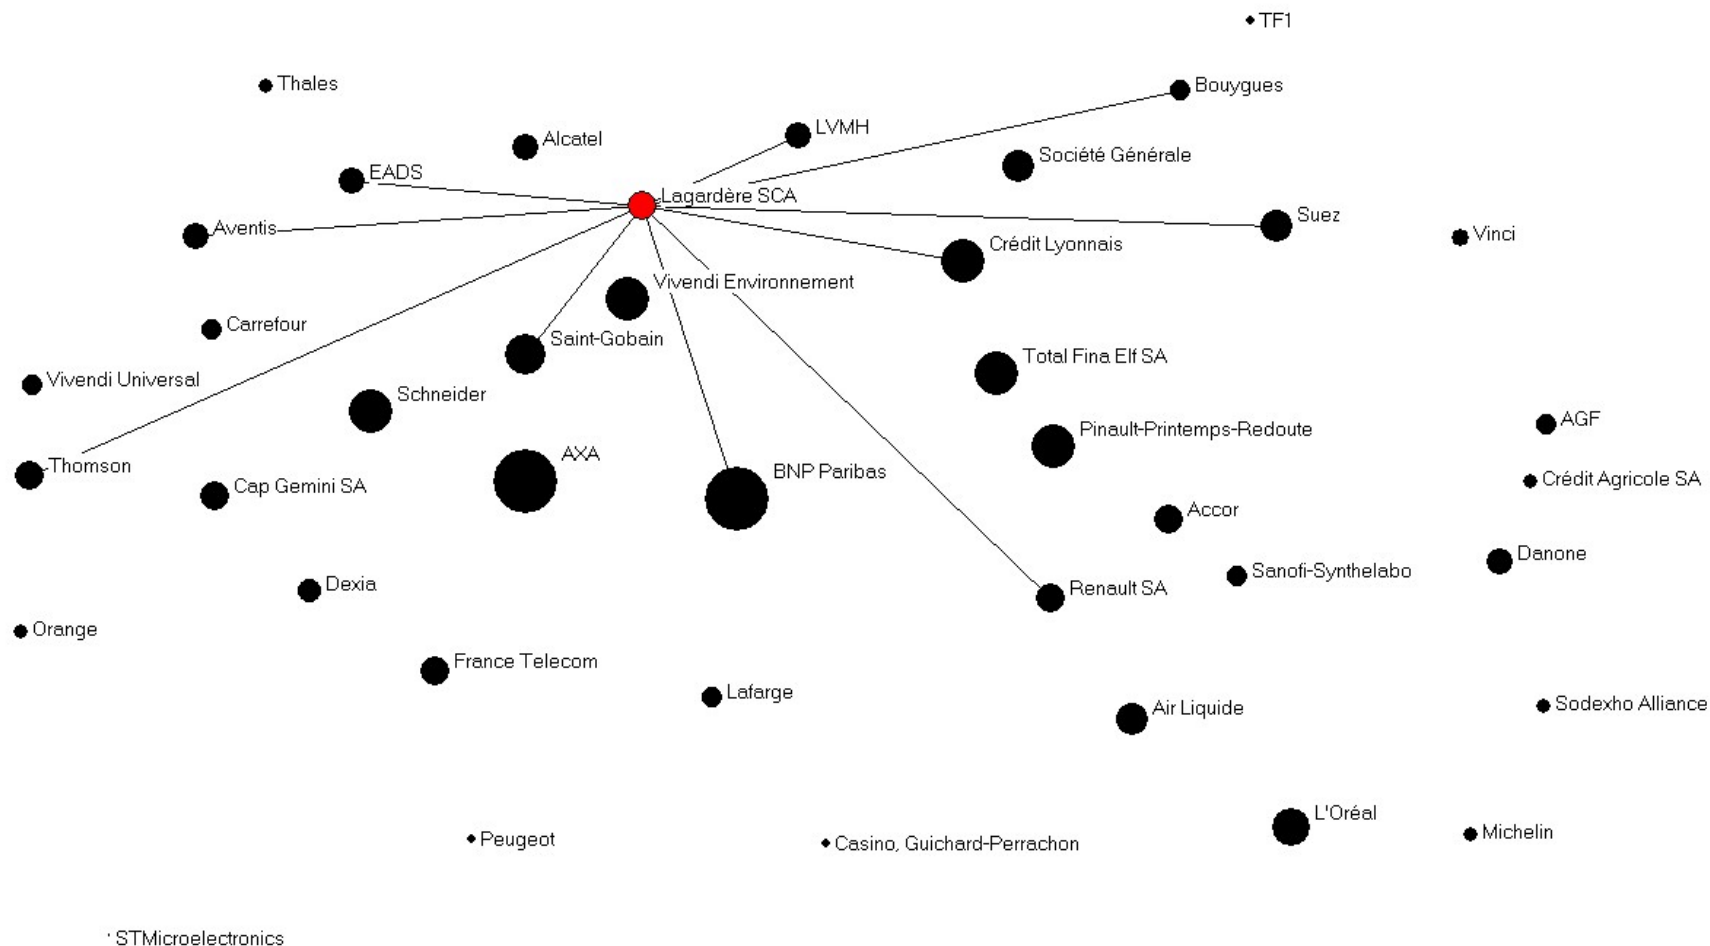 TF1
Thales
Bouygues
Alcatel
LVMH
Société Générale
EADS
Lagardère SCA
Suez
Aventis
Vinci
Crédit Lyonnais
Vivendi Environnement
Carrefour
Saint-Gobain
Total Fina Elf SA
Vivendi Universal
Schneider
AGF
Pinault-Printemps-Redoute
AXA
Thomson
BNP Paribas
Crédit Agricole SA
Cap Gemini SA
Accor
Danone
Sanofi-Synthelabo
Dexia
Renault SA
Orange
France Telecom
Lafarge
Sodexho Alliance
Air Liquide
L'Oréal
Michelin
Peugeot
Casino, Guichard-Perrachon
STMicroelectronics